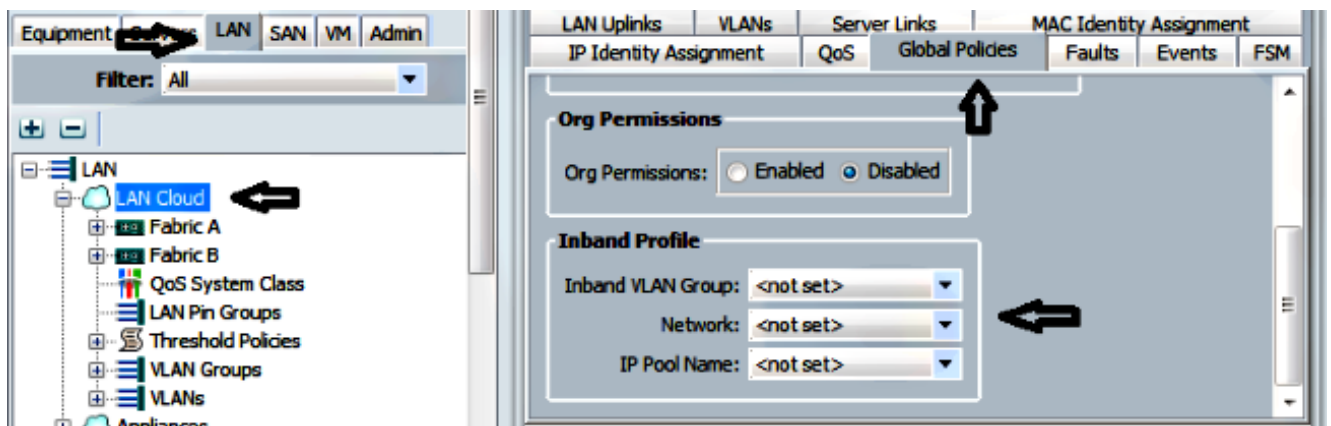 Equipment Servers LAN SAN VM Admin
Filter: All
LAN
LAN Cloud
Fabric A
Fabric B
QoS System Class
LAN Pin Groups
Threshold Policies
VLAN Groups
VLANs
Appliances
LAN Uplinks VLANs Server Links MAC Identity Assignment
IP Identity Assignment QoS Global Policies Faults Events FSM
Org Permissions
Org Permissions: Enabled Disabled
Inband Profile
Inband VLAN Group: <not set>
Network: <not set>
IP Pool Name: <not set>